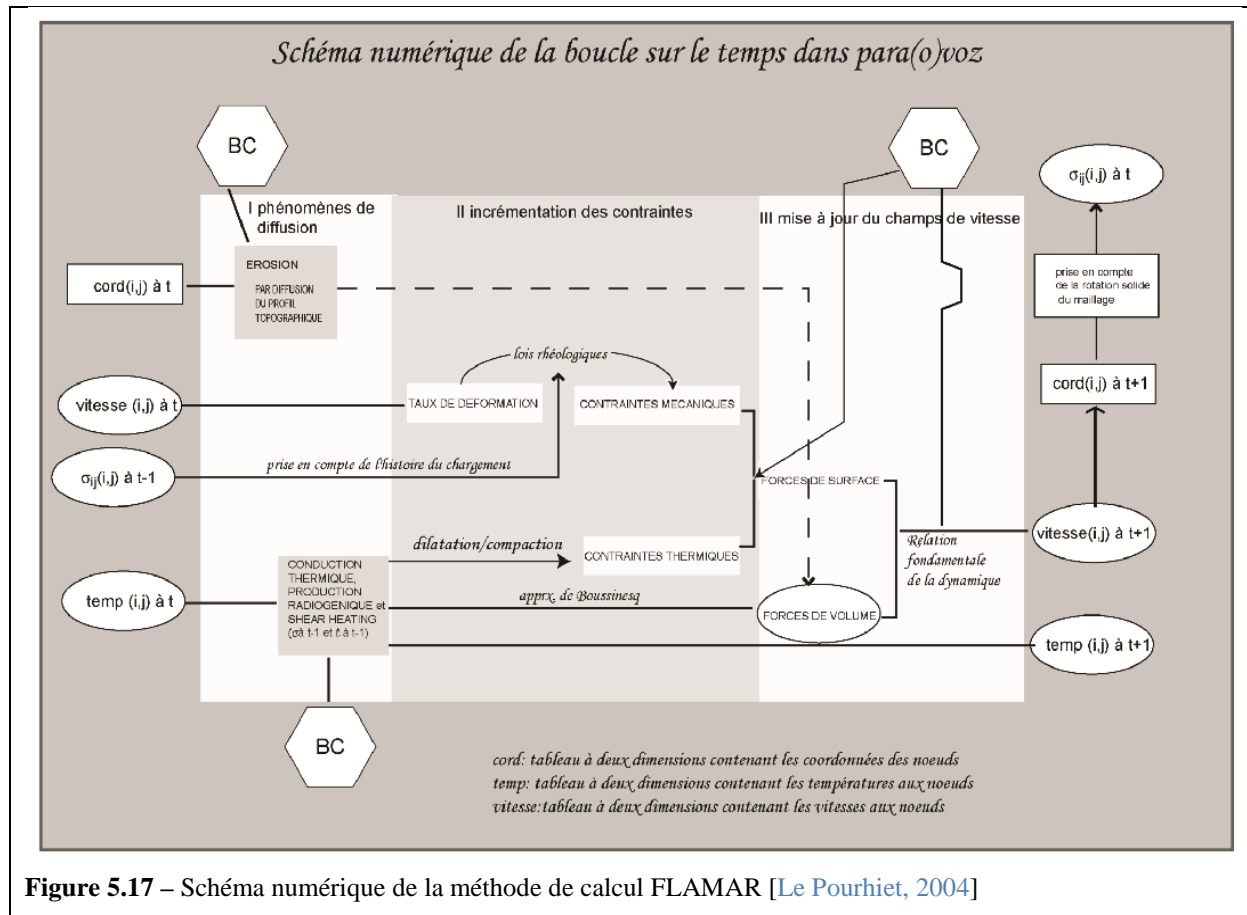 Schéma numérique de la boucle sur le temps dans para(o)voz
BC
BC
σij(i,j) à t
I phénomènes de
diffusion
II incrémentation des contraintes
III mise à jour du champs de vitesse
EROSION
PAR DIFFUSION
DU PROFIL
TOPOGRAPHIQUE
cord(i,j) à t
prise en compte
de la rotation solide
du maillage
lois rhéologiques
cord(i,j) à t+1
vitesse (i,j) à t
TAUX DE DEFORMATION
CONTRAINTES MECANIQUES
prise en compte de l'histoire du chargement
σij(i,j) à t-1
FORCES DE SURFACE
dilatation/compaction
CONTRAINTES THERMIQUES
Relation
fondamentale
de la dynamique
vitesse(i,j) à t+1
CONDUCTION
THERMIQUE,
PRODUCTION
RADIOGENIQUE et
SHEAR HEATING
temp (i,j) à t
apprx. de Boussinesq
FORCES DE VOLUME
temp (i,j) à t+1
BC
cord: tableau à deux dimensions contenant les coordonnées des noeuds
temp: tableau à deux dimensions contenant les températures aux noeuds
vitesse:tableau à deux dimensions contenant les vitesses aux noeuds
Figure 5.17 – Schéma numérique de la méthode de calcul FLAMAR [Le Pourhiet, 2004]